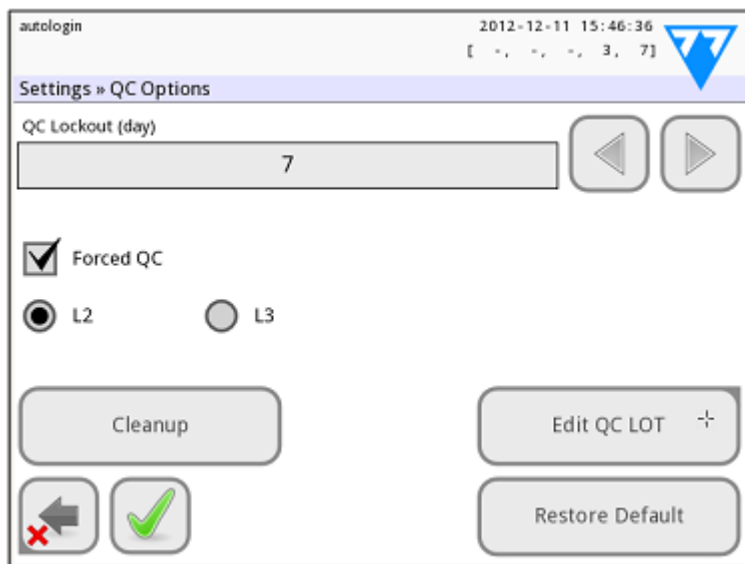 autologin
2012-12-11 15:46:36
[ -, -, -, 3, 7]
Settings » QC Options
QC Lockout (day)
7
Forced QC
L2 L3
Cleanup
Edit QC LOT
Restore Default